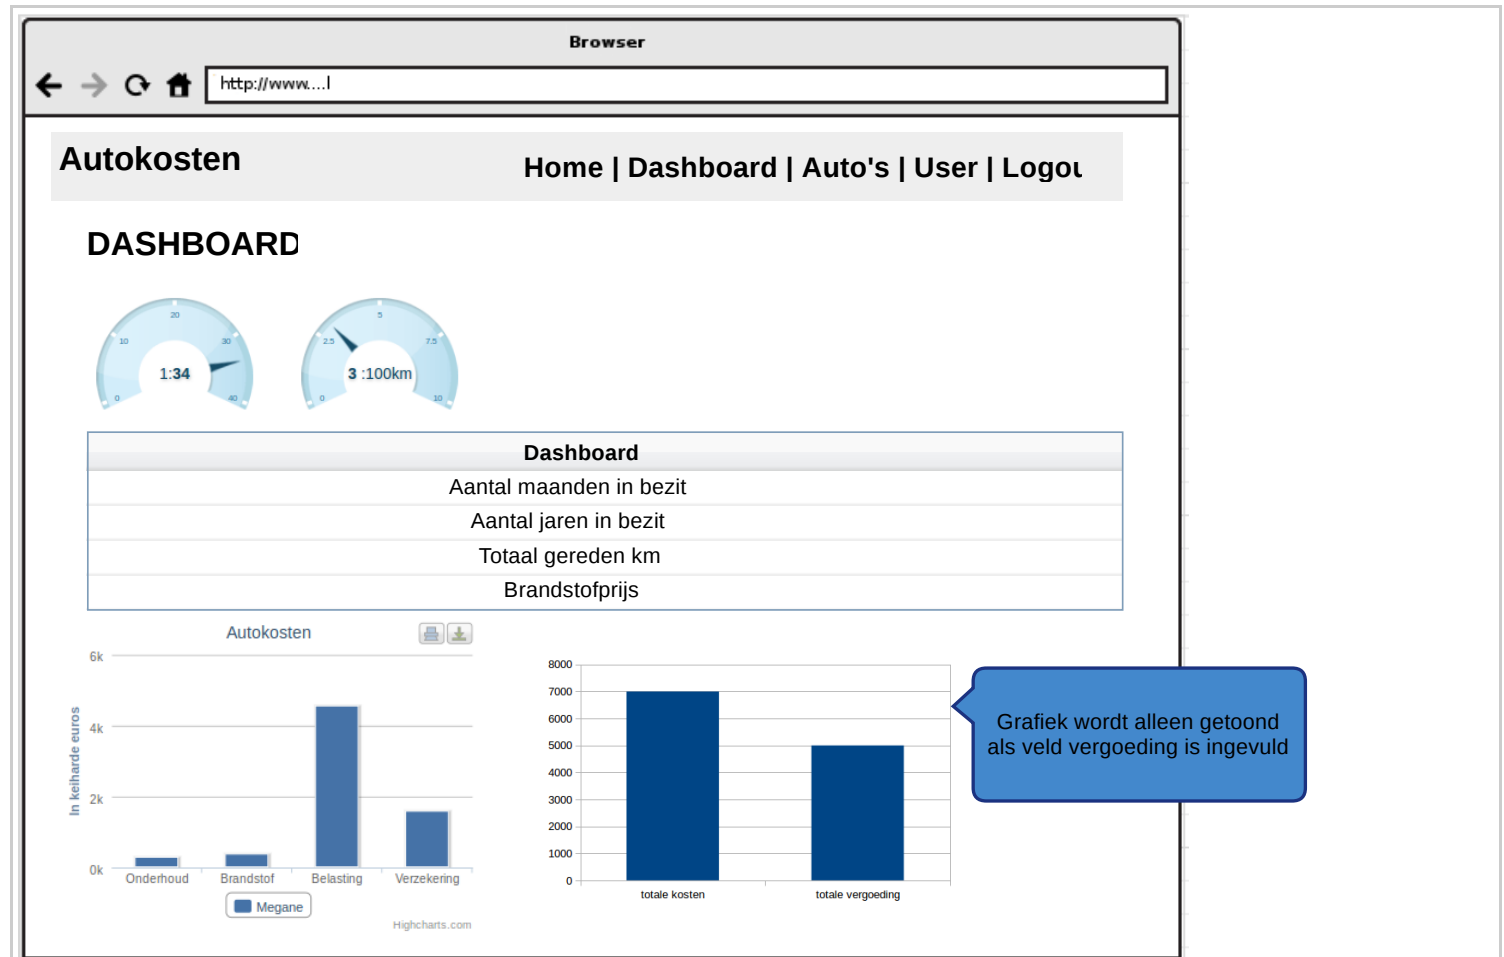 Browser
http://www....l
Autokosten
Home | Dashboard | Auto's | User | Logou
DASHBOARD
0 10 20 30 40
1:34
0 2.5 5 7.5 10
3 :100km
Dashboard
Aantal maanden in bezit
Aantal jaren in bezit
Totaal gereden km
Brandstofprijs
Autokosten
In keiharde euros
6k
4k
2k
0k
Onderhoud Brandstof Belasting Verzekering
Megane
Highcharts.com
8000
7000
6000
5000
4000
3000
2000
1000
0
totale kosten totale vergoeding
Grafiek wordt alleen getoond
als veld vergoeding is ingevuld